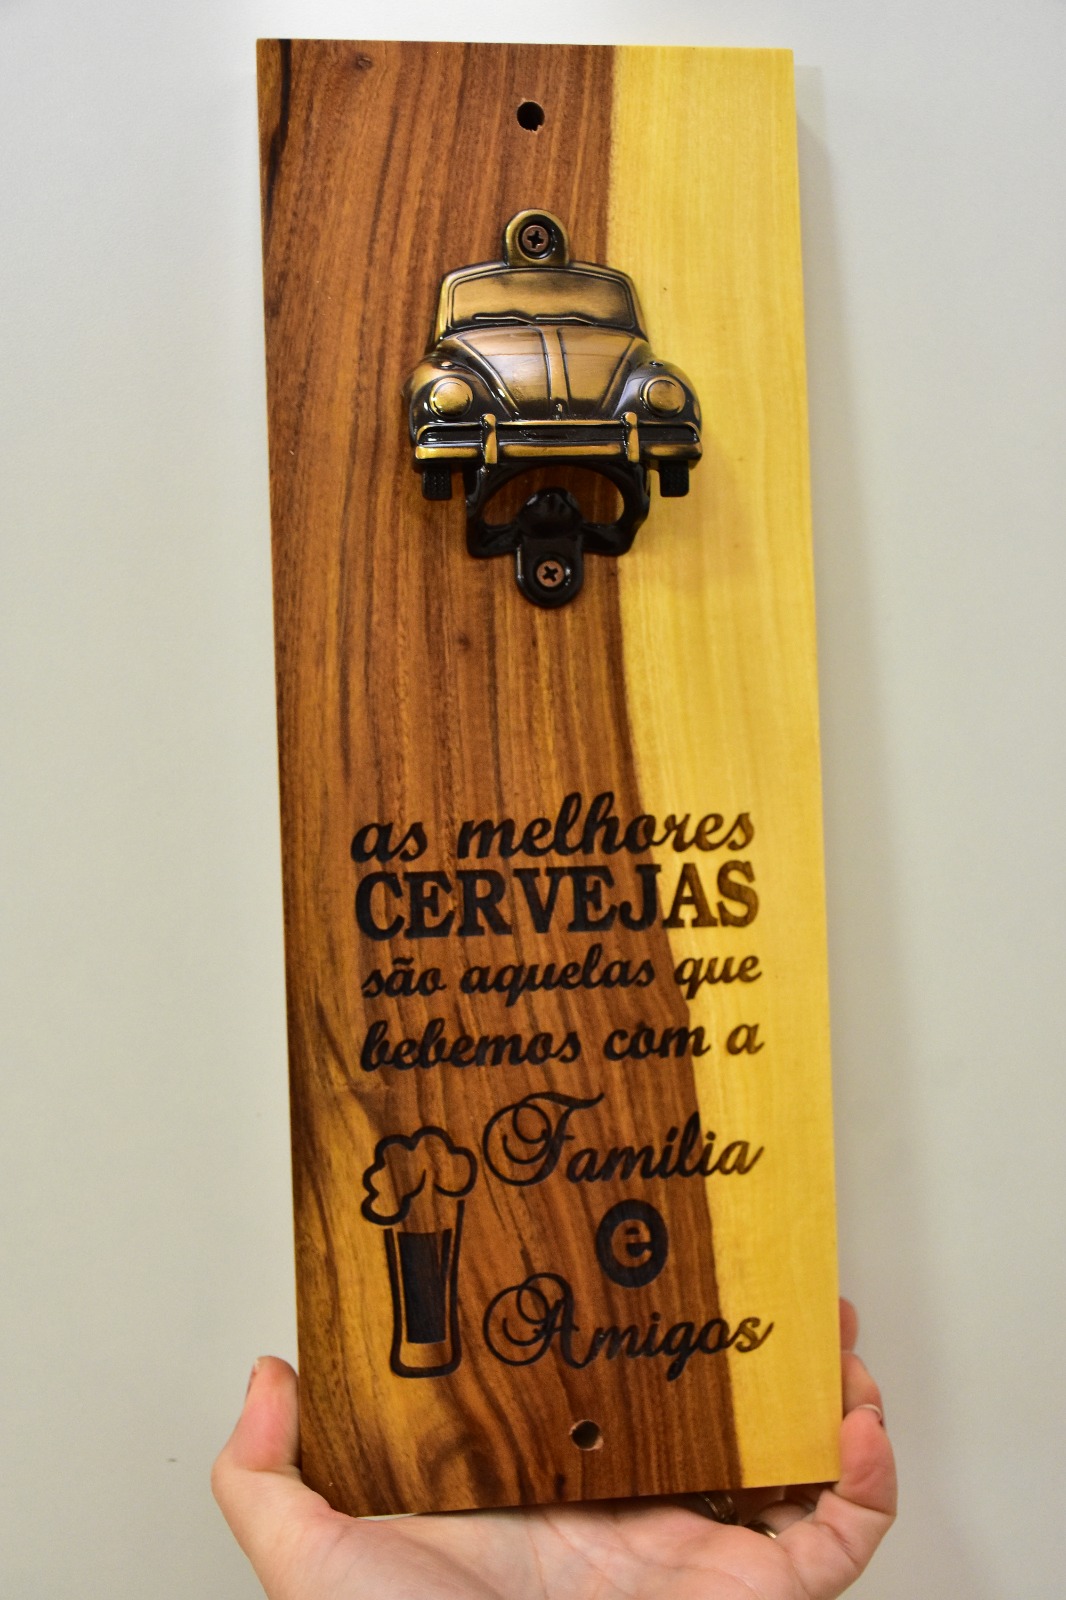 as melhores
CERVEJAS
são aquelas que
bebemos com a
Família
e
Amigos